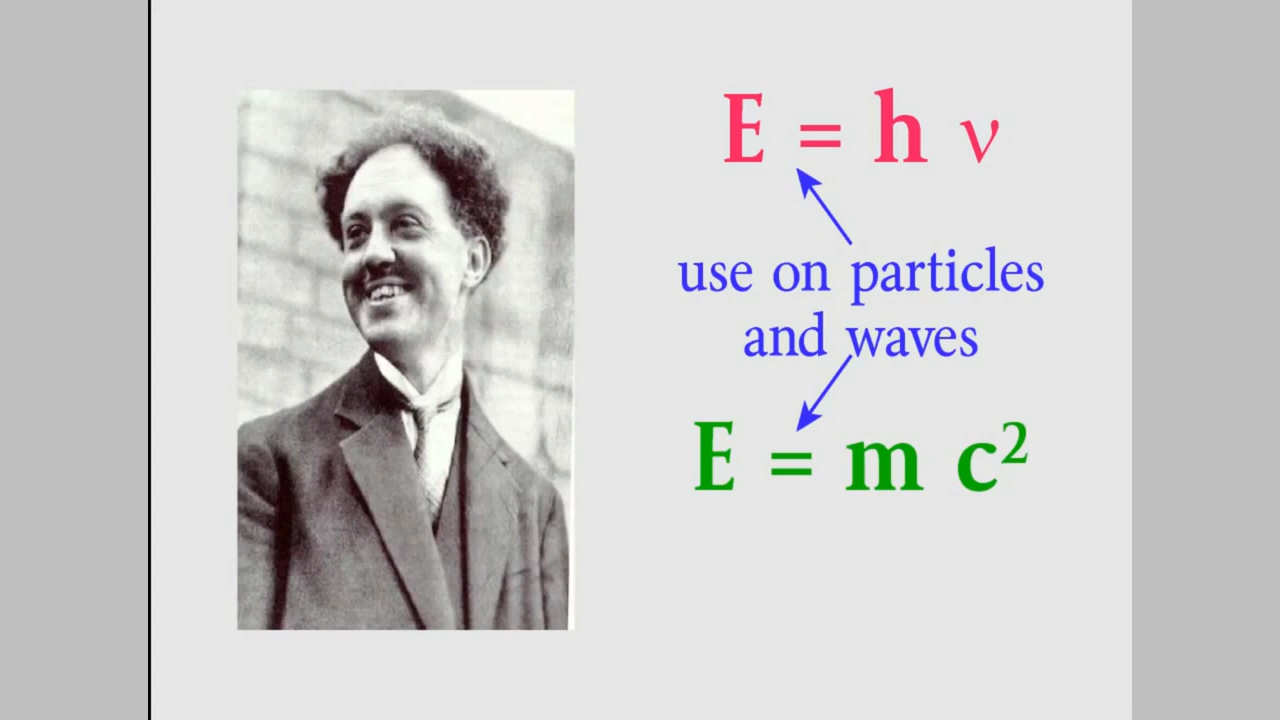 E = h ν
use on particles
and waves
E = m c²